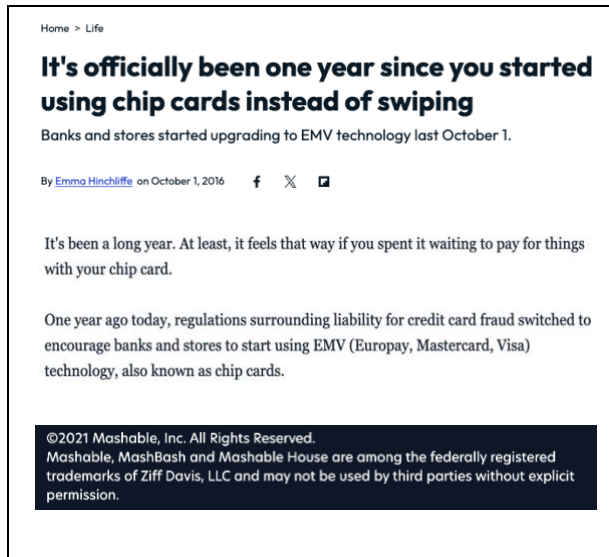 Home > Life
It's officially been one year since you started
using chip cards instead of swiping
Banks and stores started upgrading to EMV technology last October 1.
By Emma Hinchliffe on October 1, 2016
It's been a long year. At least, it feels that way if you spent it waiting to pay for things
with your chip card.
One year ago today, regulations surrounding liability for credit card fraud switched to
encourage banks and stores to start using EMV (Europay, Mastercard, Visa)
technology, also known as chip cards.
©2021 Mashable, Inc. All Rights Reserved.
Mashable, MashBash and Mashable House are among the federally registered
trademarks of Ziff Davis, LLC and may not be used by third parties without explicit
permission.